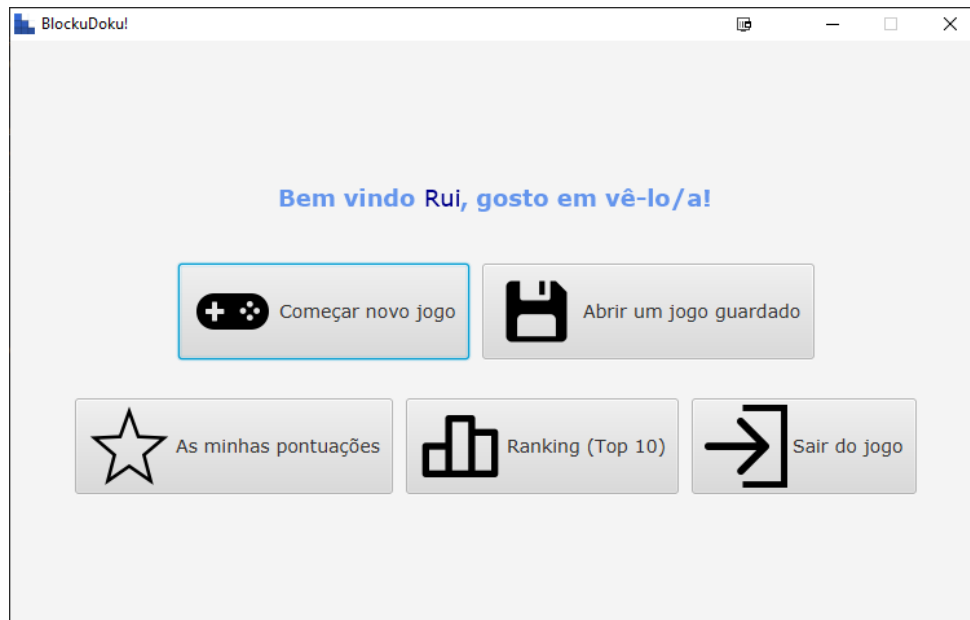 BlockuDoku!
Bem vindo Rui, gosto em vê-lo/a!
Começar novo jogo
Abrir um jogo guardado
As minhas pontuações
Ranking (Top 10)
Sair do jogo